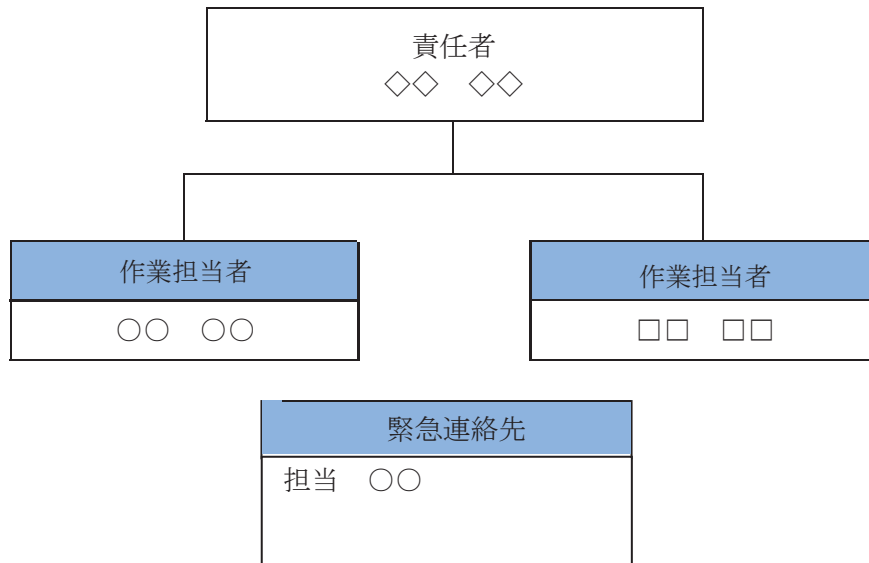 責任者
◇◇　◇◇
作業担当者
○○　○○
作業担当者
□□　□□
緊急連絡先
担当　○○